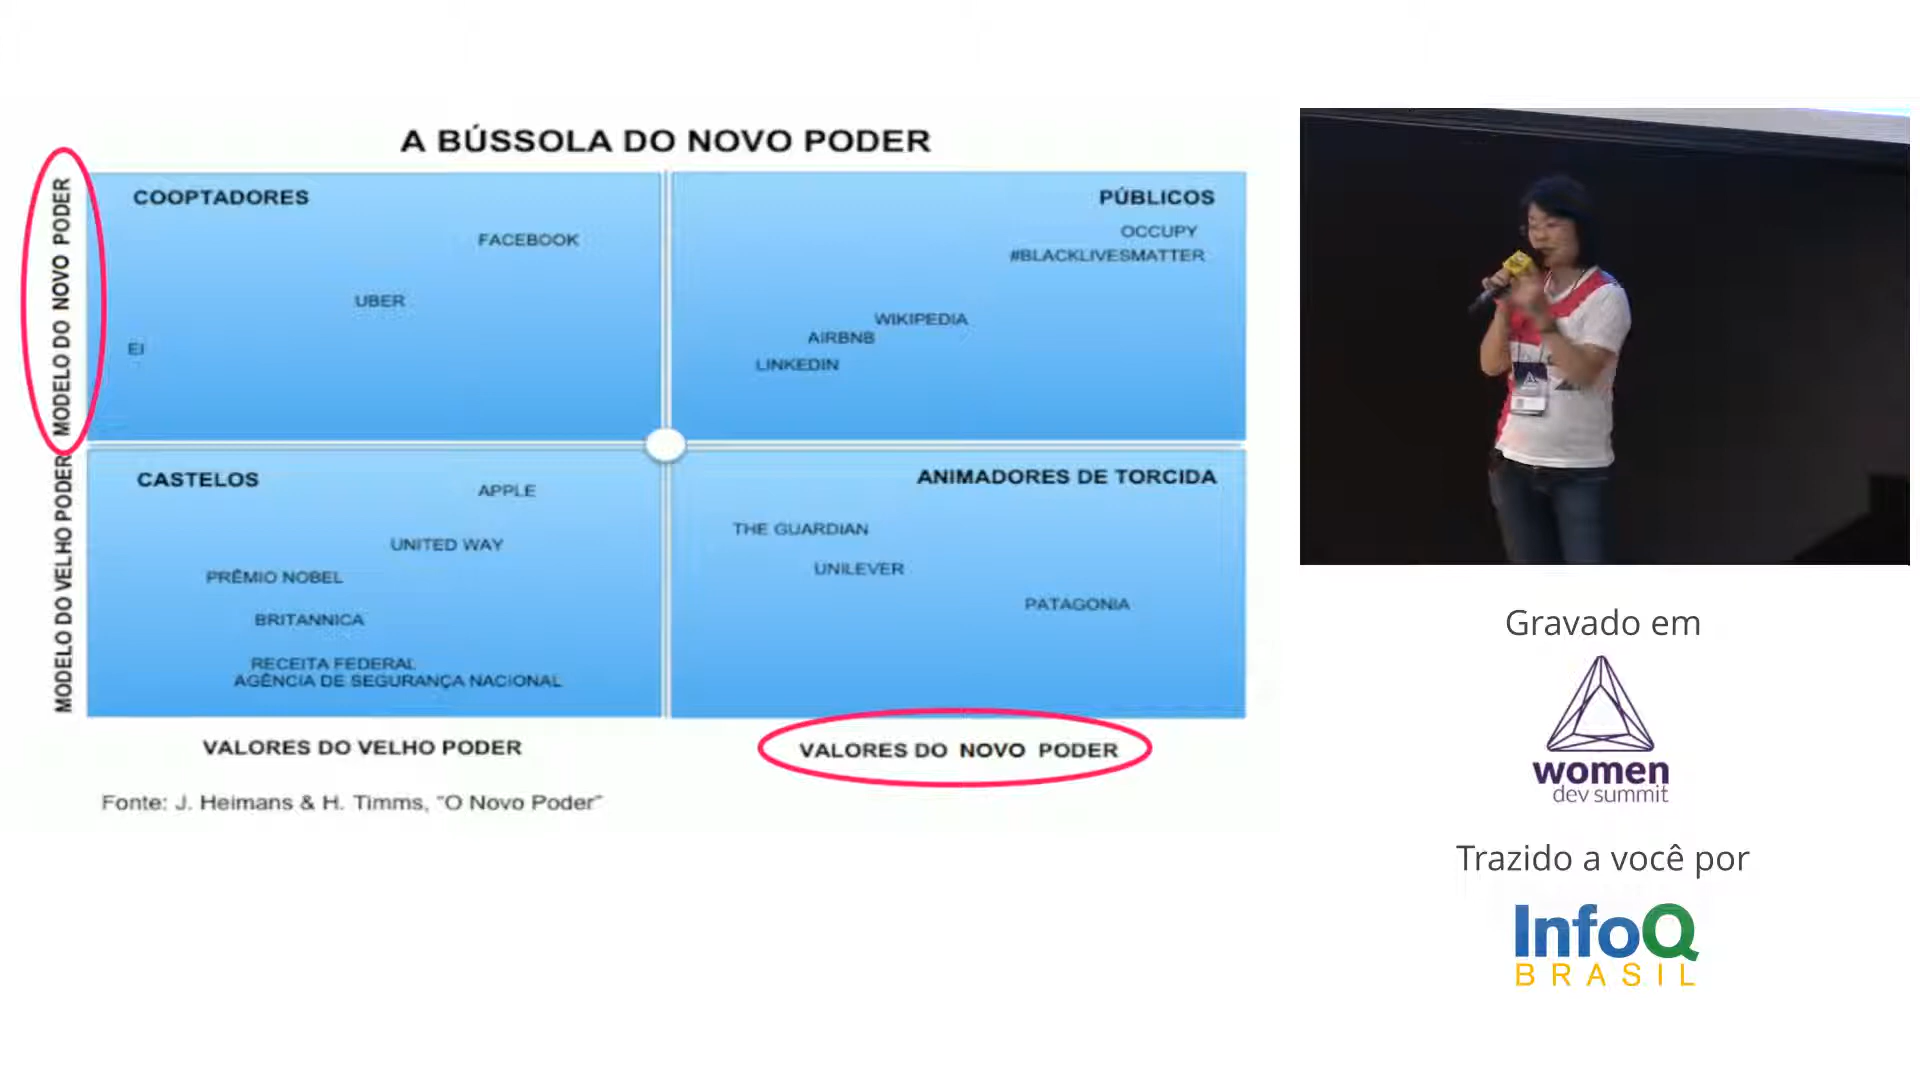 A BÚSSOLA DO NOVO PODER
MODELO DO NOVO PODER
MODELO DO VELHO PODER
COOPTADORES
FACEBOOK
UBER
EI
PÚBLICOS
OCCUPY
#BLACKLIVESMATTER
WIKIPEDIA
AIRBNB
LINKEDIN
CASTELOS
APPLE
UNITED WAY
PRÊMIO NOBEL
BRITANNICA
RECEITA FEDERAL
AGÊNCIA DE SEGURANÇA NACIONAL
ANIMADORES DE TORCIDA
THE GUARDIAN
UNILEVER
PATAGONIA
VALORES DO VELHO PODER
VALORES DO NOVO PODER
Fonte: J. Heimans & H. Timms, "O Novo Poder"
Gravado em
women
dev summit
Trazido a você por
InfoQ
BRASIL